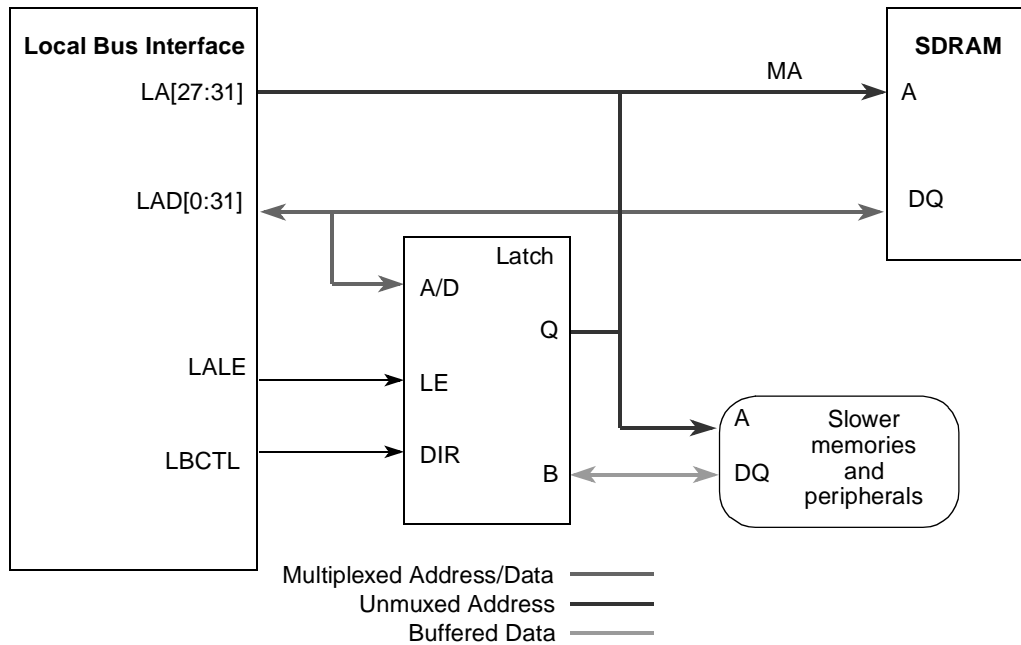 Local Bus Interface
SDRAM
MA
LA[27:31]
A
LAD[0:31]
DQ
Latch
A/D
Q
LALE
LE
A
Slower
memories
and
peripherals
LBCTL
DIR
B
DQ
Multiplexed Address/Data
Unmuxed Address
Buffered Data